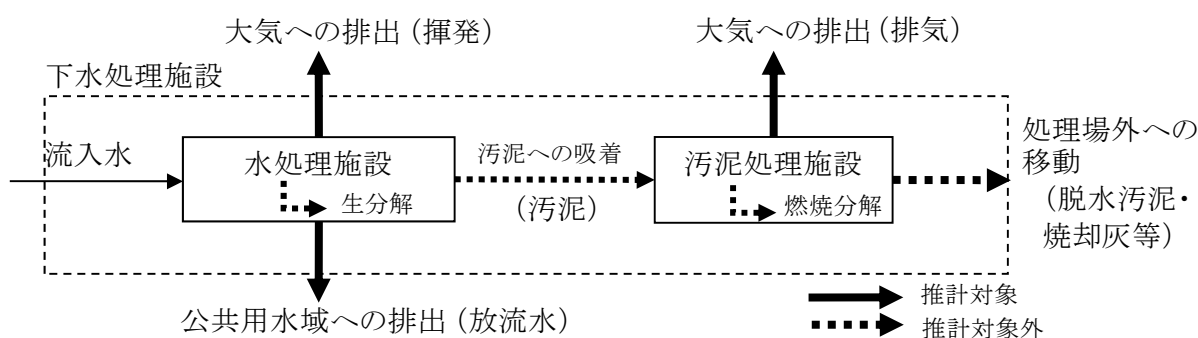 大気への排出（揮発）
大気への排出（排気）
下水処理施設
流入水
水処理施設
生分解
汚泥への吸着
（汚泥）
汚泥処理施設
燃焼分解
処理場外への
移動
（脱水汚泥・
焼却灰等）
公共用水域への排出（放流水）
推計対象
推計対象外